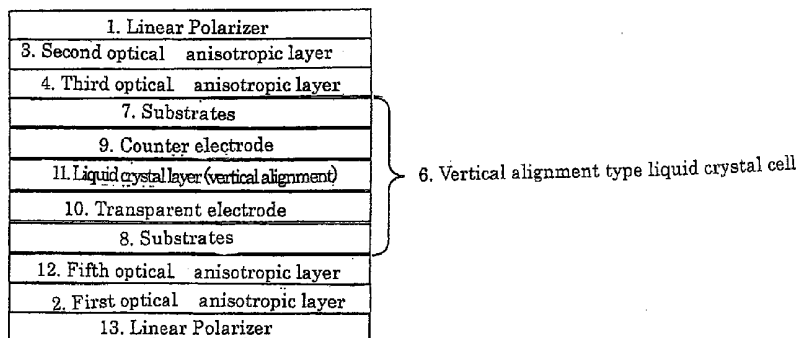 1. Linear Polarizer
3. Second optical anisotropic layer
4. Third optical anisotropic layer
7. Substrates
9. Counter electrode
11. Liquid crystal layer (vertical alignment)
6. Vertical alignment type liquid crystal cell
10. Transparent electrode
8. Substrates
12. Fifth optical anisotropic layer
2. First optical anisotropic layer
13. Linear Polarizer